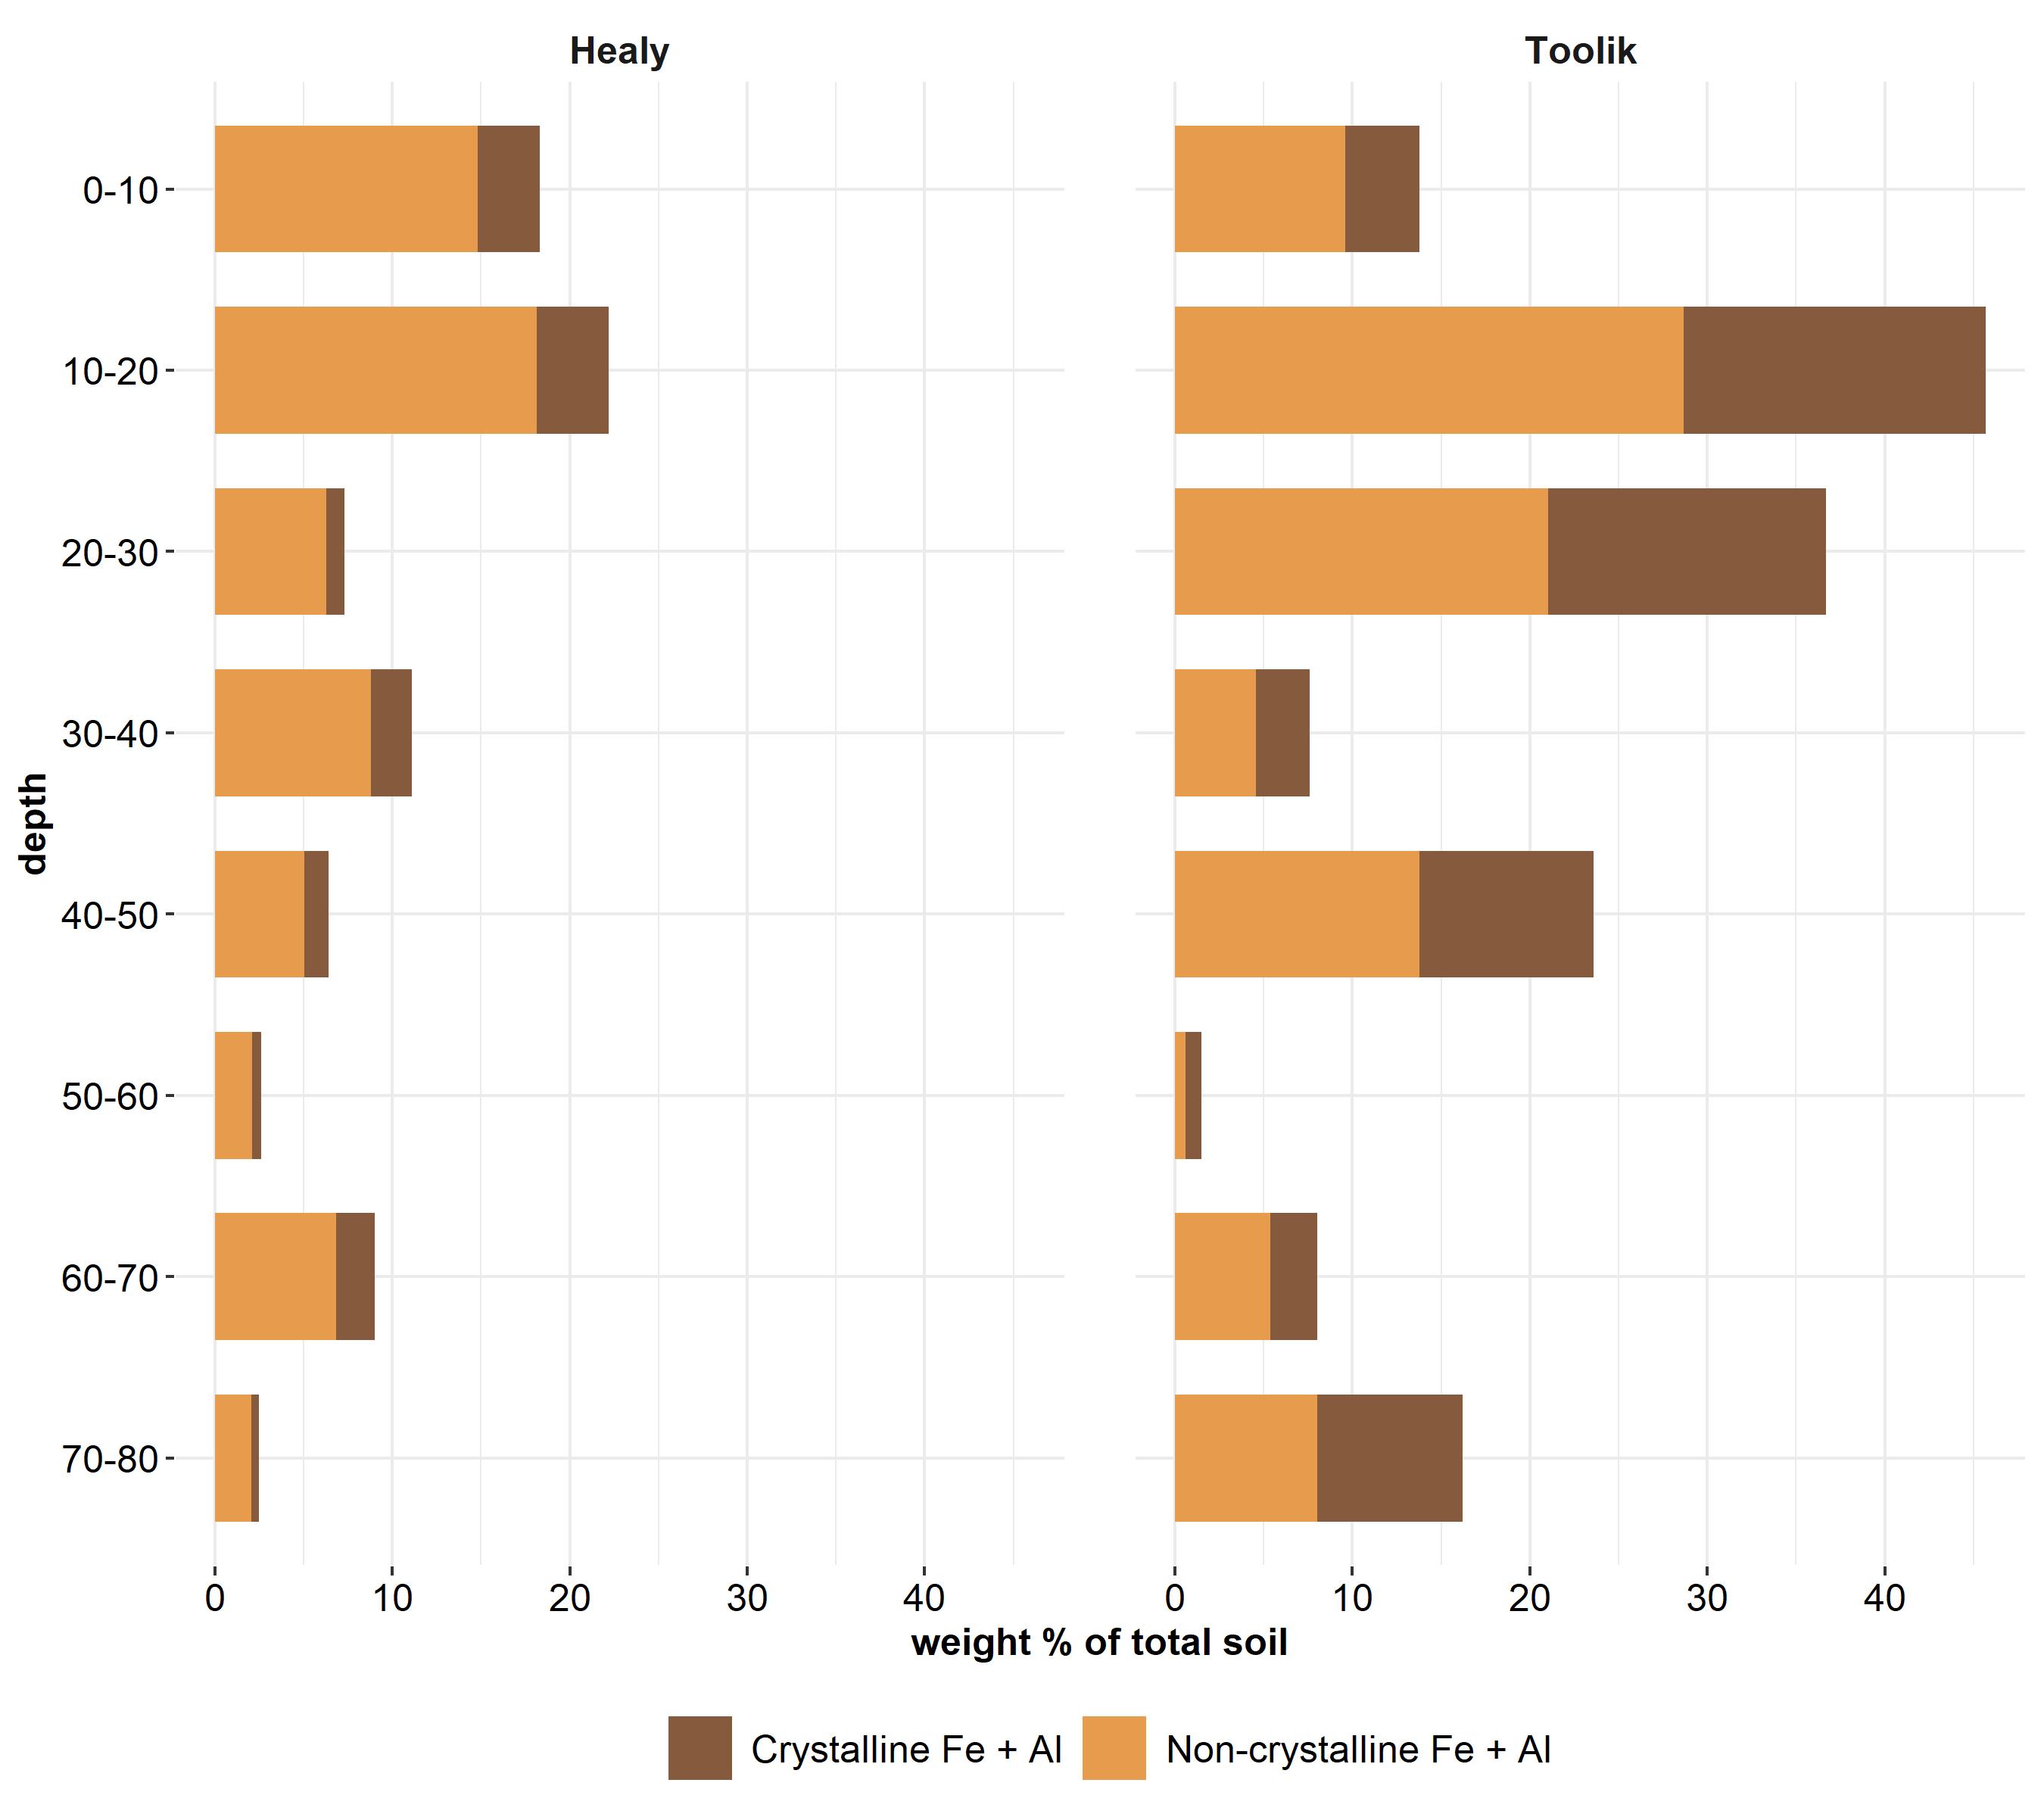 Healy Toolik
depth
0-10
10-20
20-30
30-40
40-50
50-60
60-70
70-80
0 10 20 30 40 0 10 20 30 40
weight % of total soil
Crystalline Fe + Al Non-crystalline Fe + Al